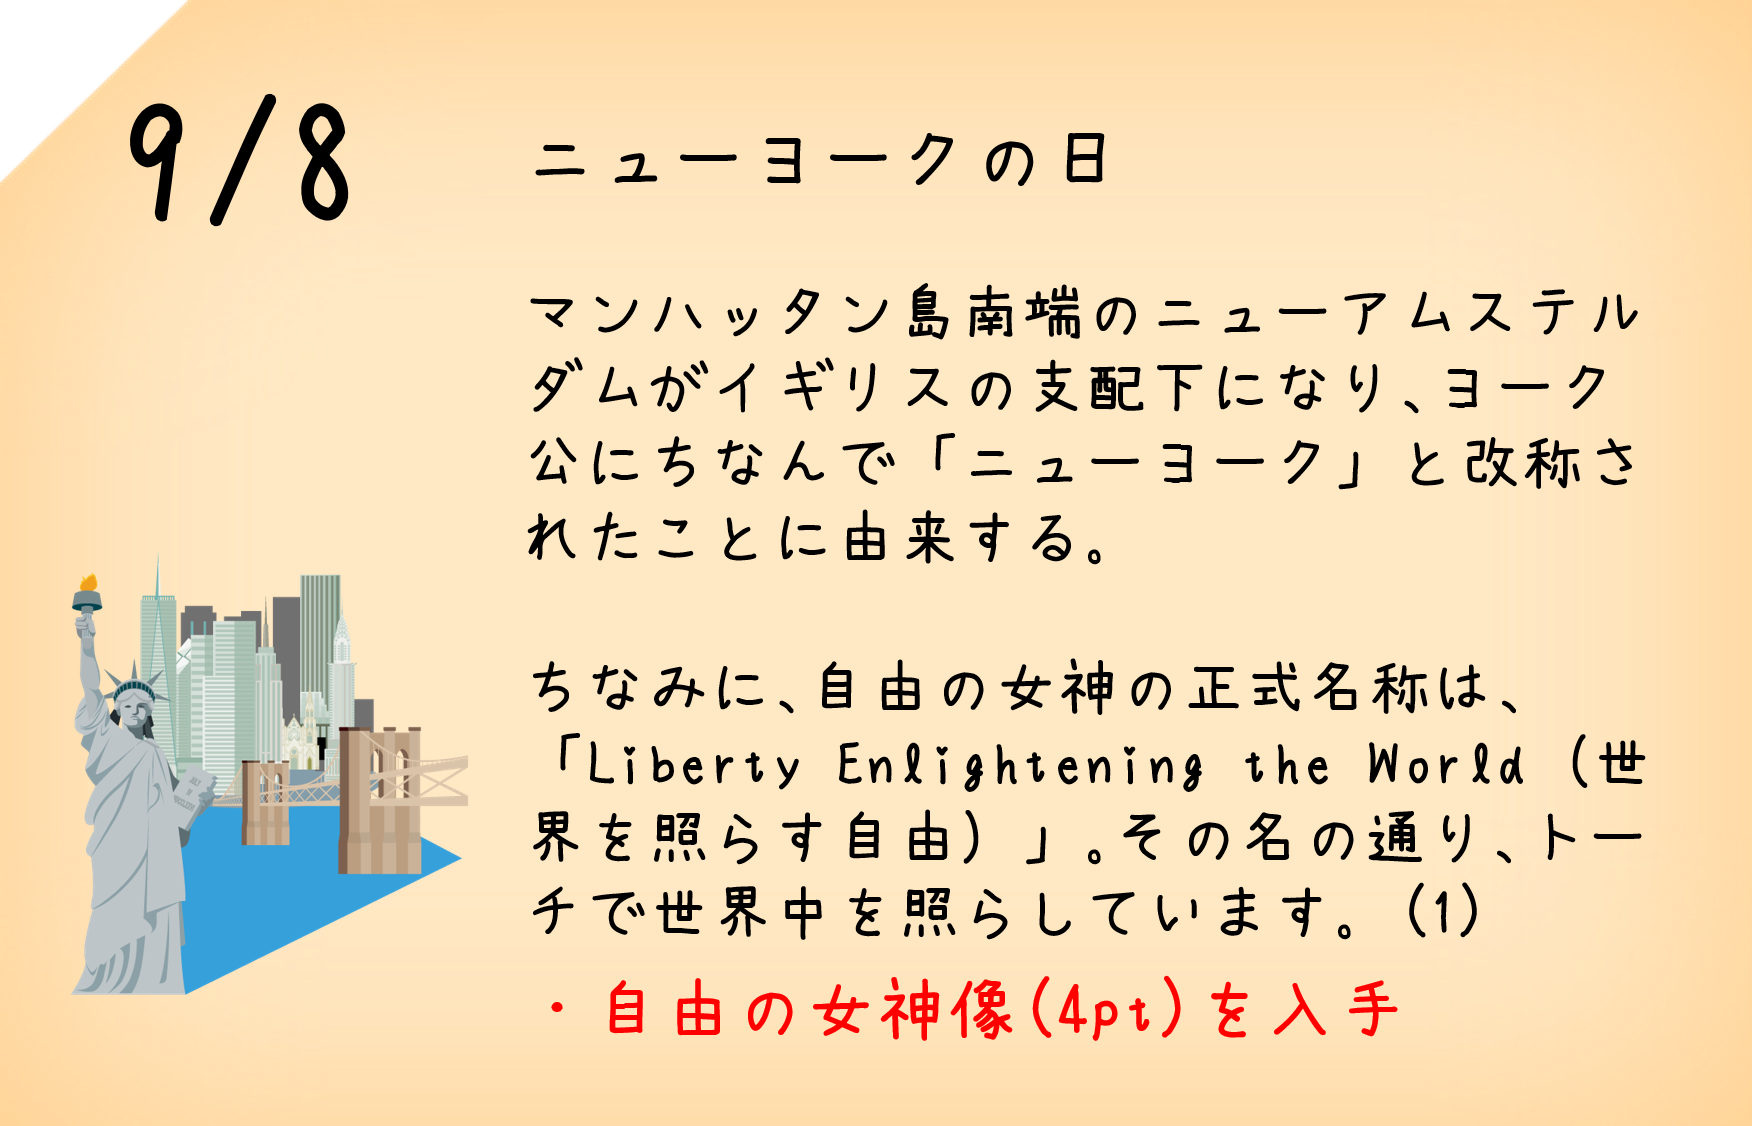 9/8
ニューヨークの日
マンハッタン島南端のニューアムステル
ダムがイギリスの支配下になり、ヨーク
公にちなんで「ニューヨーク」と改称さ
れたことに由来する。
ちなみに、自由の女神の正式名称は、
「Liberty Enlightening the World（世
界を照らす自由）」。その名の通り、トー
チで世界中を照らしています。（1）
・自由の女神像(4pt)を入手